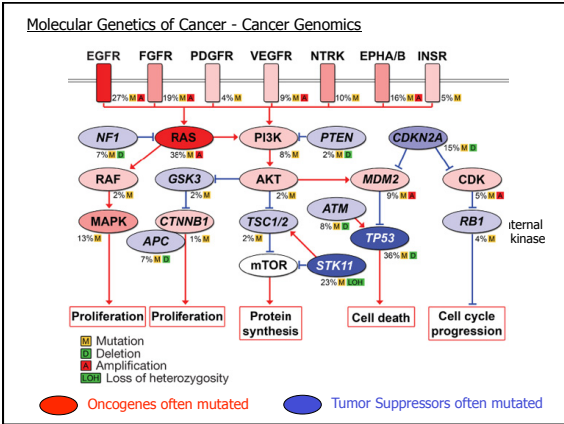 Molecular Genetics of Cancer - Cancer Genomics
EGFR FGFR PDGFR VEGFR NTRK EPHA/B INSR
27% M A 19% M A 4% M 9% M A 10% M 16% M A 5% M
NF1 RAS PI3K PTEN CDKN2A
7% M D 38% M A 8% M 2% M D 15% M D
RAF GSK3 AKT MDM2 CDK
2% M 2% M 2% M 9% M A 5% M A
MAPK CTNNB1 TSC1/2 ATM RB1
13% M 1% M 2% M 8% M D 4% M
APC TP53
7% M D 36% M D
ternal
kinase
mTOR STK11
23% M LOH
Proliferation Proliferation Protein
synthesis
Cell death Cell cycle
progression
M Mutation
D Deletion
A Amplification
LOH Loss of heterozygosity
Oncogenes often mutated Tumor Suppressors often mutated